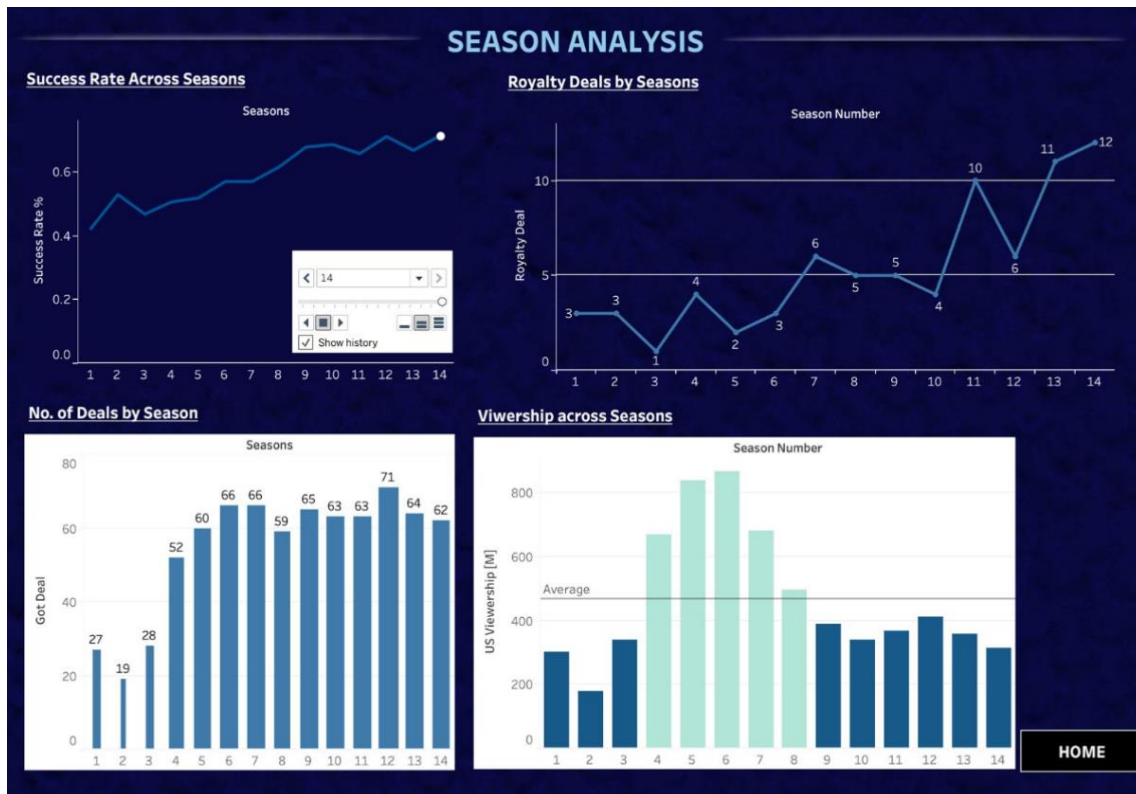 SEASON ANALYSIS
Success Rate Across Seasons
Seasons
Success Rate %
0.6
0.4
0.2
0.0
1 2 3 4 5 6 7 8 9 10 11 12 13 14
14
Show history
Royalty Deals by Seasons
Season Number
Royalty Deal
10
5
0
3 3 1 4 2 3 6 5 5 4 10 6 11 12
1 2 3 4 5 6 7 8 9 10 11 12 13 14
No. of Deals by Season
Seasons
Got Deal
80
60
40
20
0
27 19 28 52 60 66 66 59 65 63 63 71 64 62
1 2 3 4 5 6 7 8 9 10 11 12 13 14
Viwership across Seasons
Season Number
US Viewership [M]
800
600
Average
400
200
0
1 2 3 4 5 6 7 8 9 10 11 12 13 14
HOME